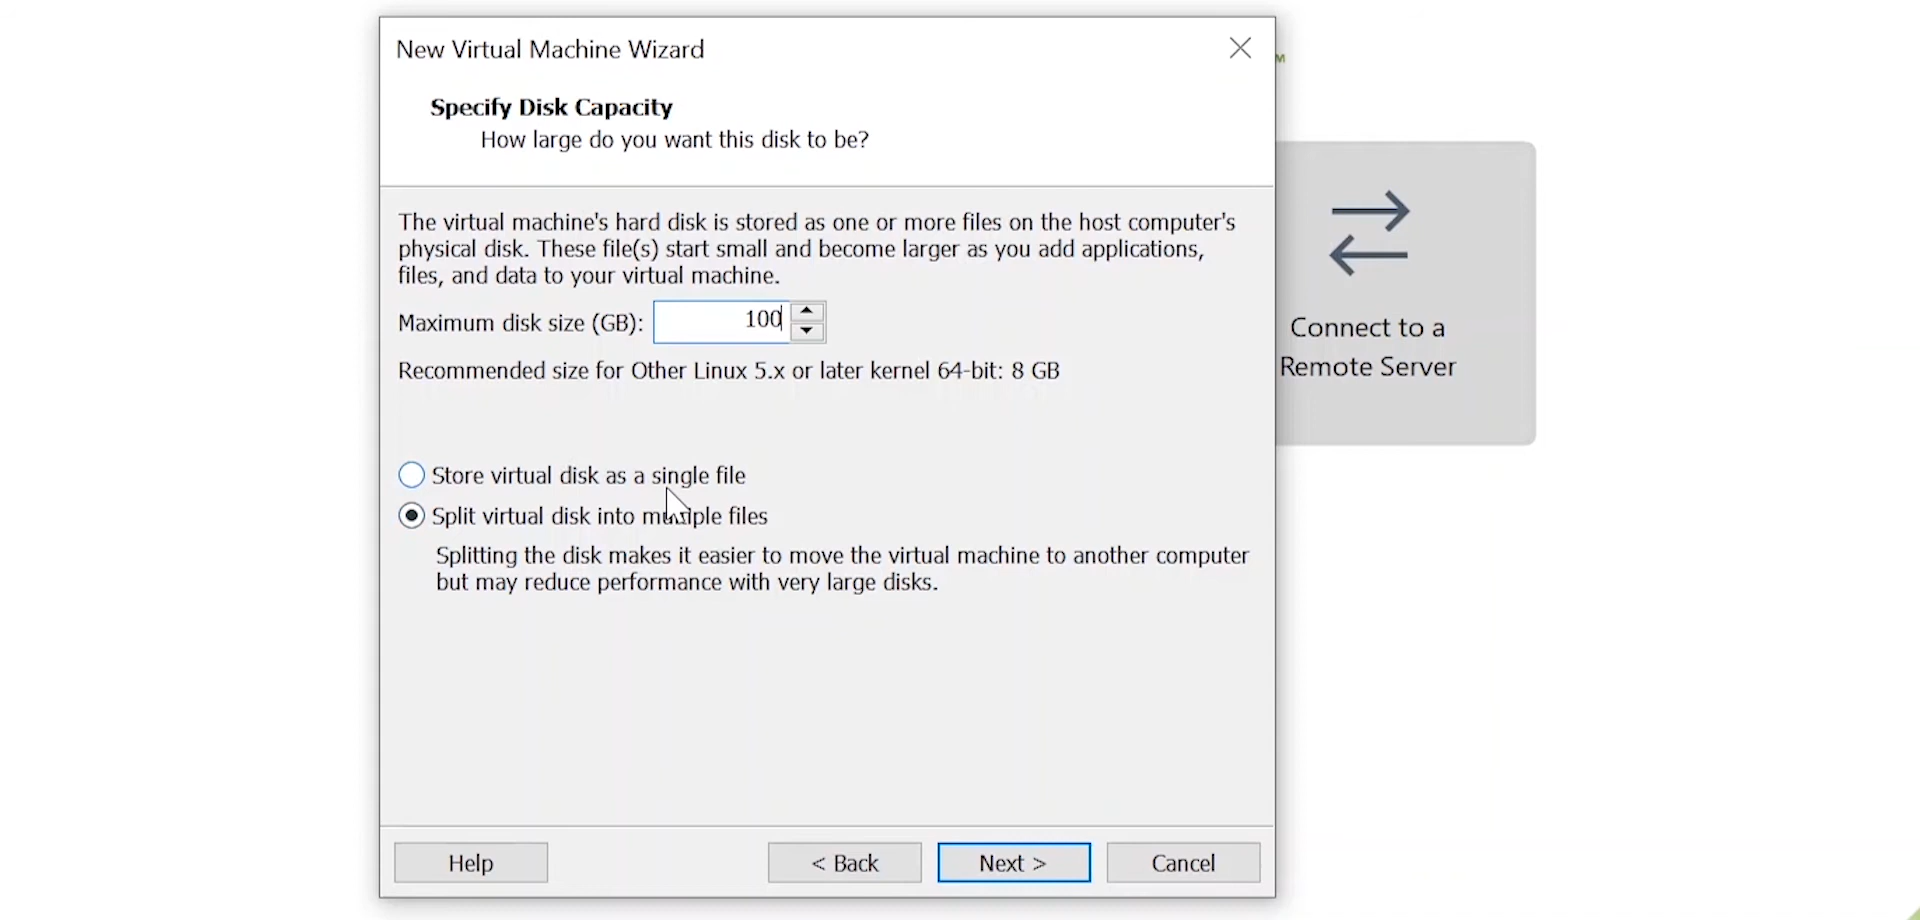 New Virtual Machine Wizard
M
Specify Disk Capacity
How large do you want this disk to be?
The virtual machine's hard disk is stored as one or more files on the host computer's
physical disk. These file(s) start small and become larger as you add applications,
files, and data to your virtual machine.
Maximum disk size (GB): 100
Recommended size for Other Linux 5.x or later kernel 64-bit: 8 GB
Store virtual disk as a single file
Split virtual disk into multiple files
Splitting the disk makes it easier to move the virtual machine to another computer
but may reduce performance with very large disks.
Help
< Back
Next >
Cancel
Connect to a
Remote Server